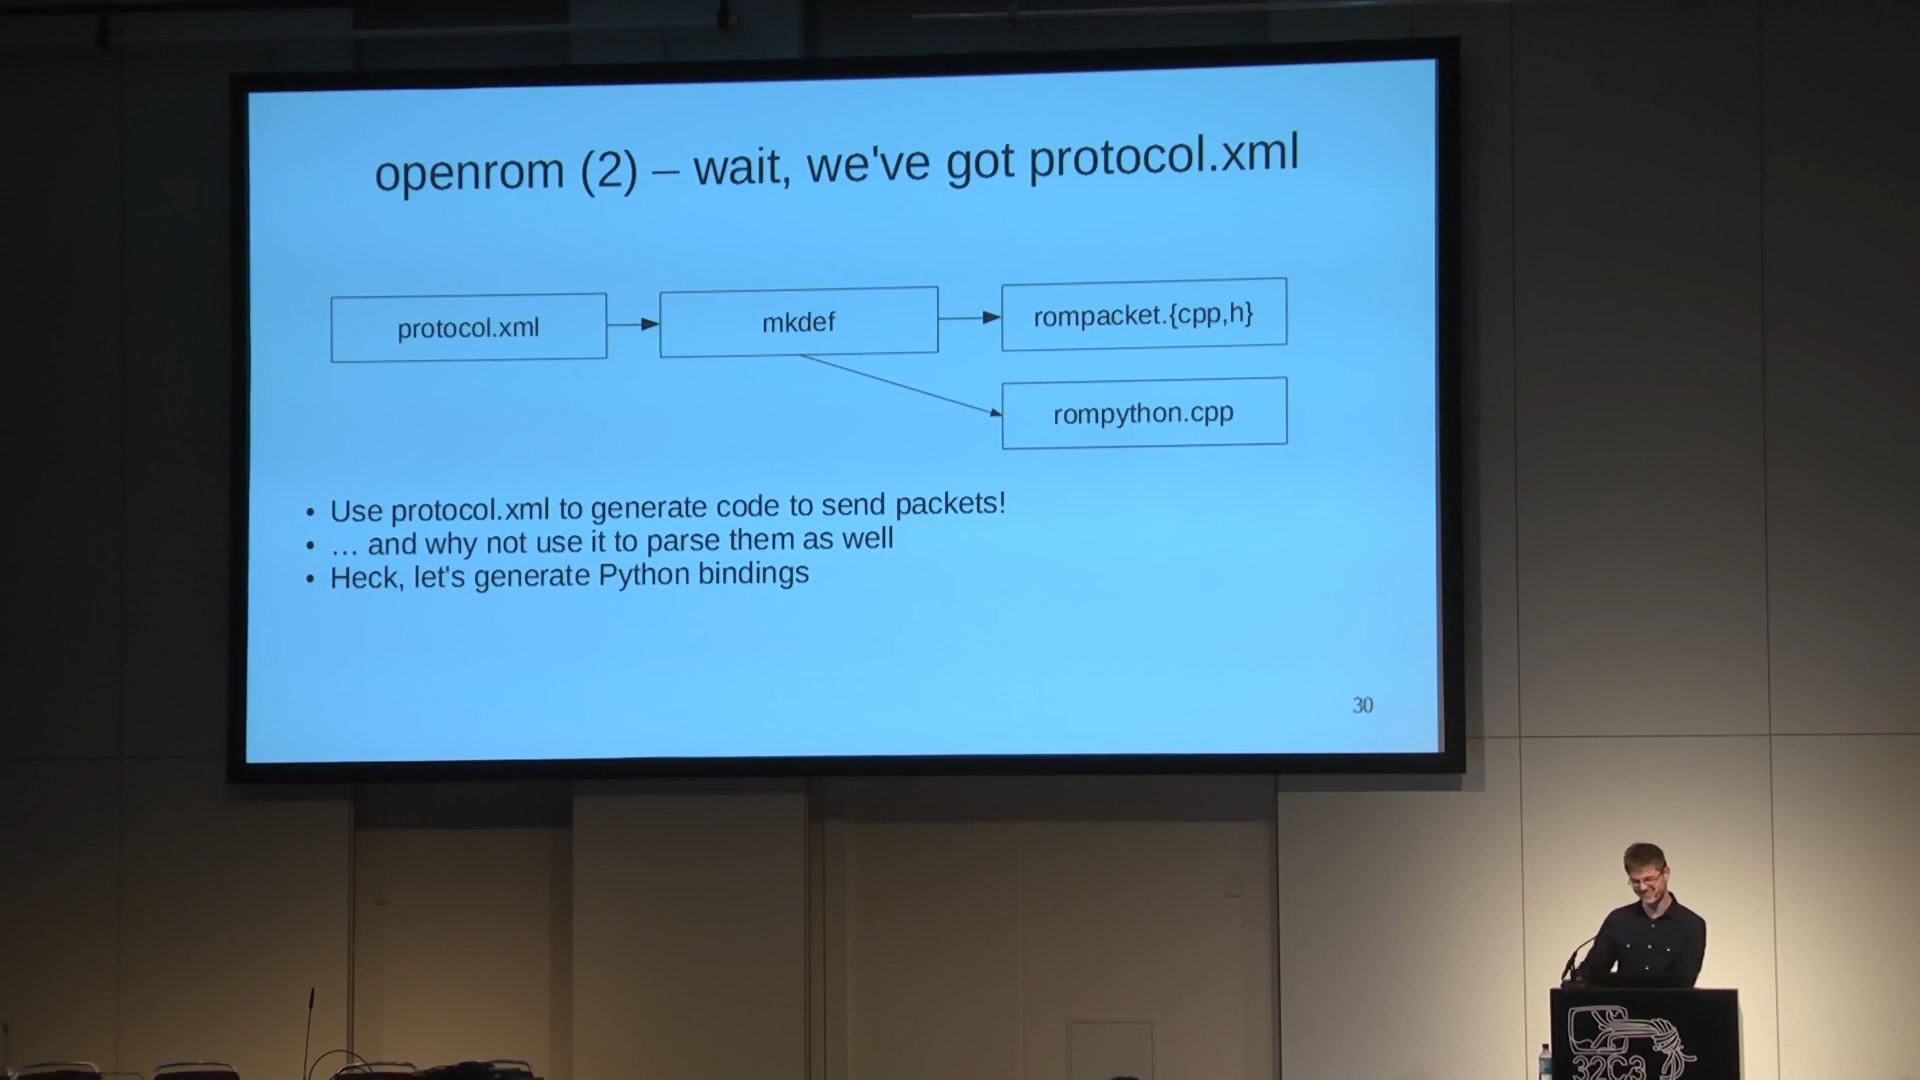 openrom (2) – wait, we've got protocol.xml
protocol.xml
mkdef
rompacket.{cpp,h}
rompython.cpp
• Use protocol.xml to generate code to send packets!
• … and why not use it to parse them as well
• Heck, let's generate Python bindings
30
32C3